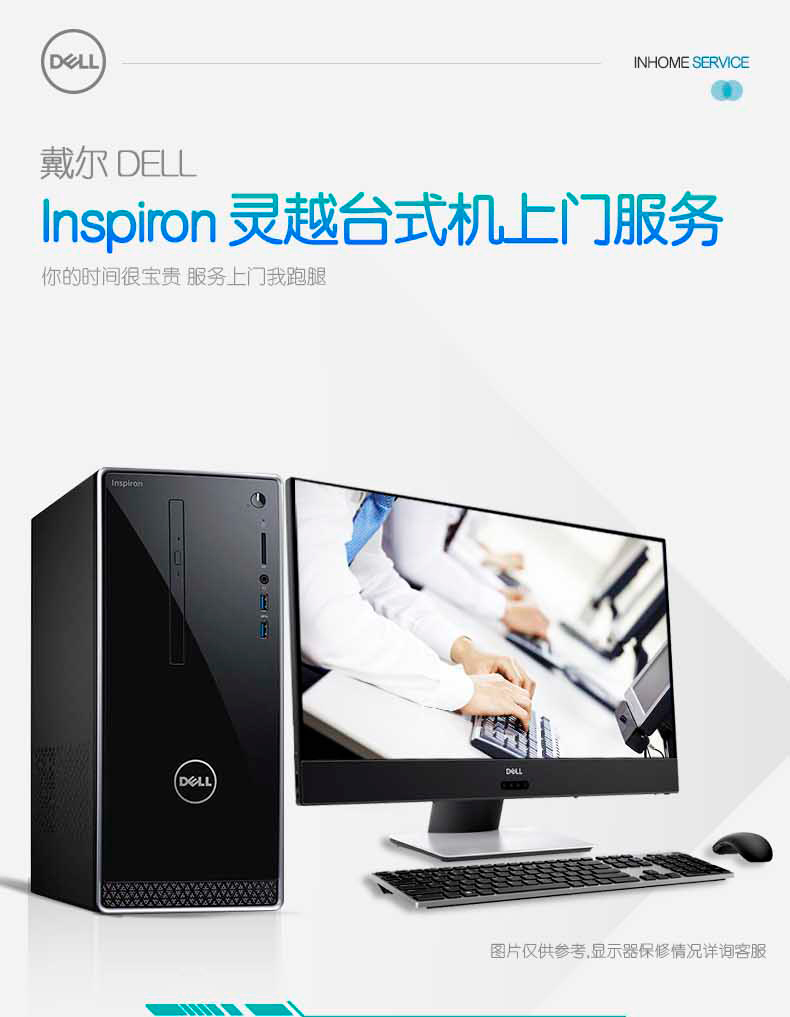 DELL
INHOME SERVICE
戴尔 DELL
Inspiron 灵越台式机上门服务
你的时间很宝贵 服务上门我跑腿
Inspiron
DELL
DELL
图片仅供参考,显示器保修情况详询客服